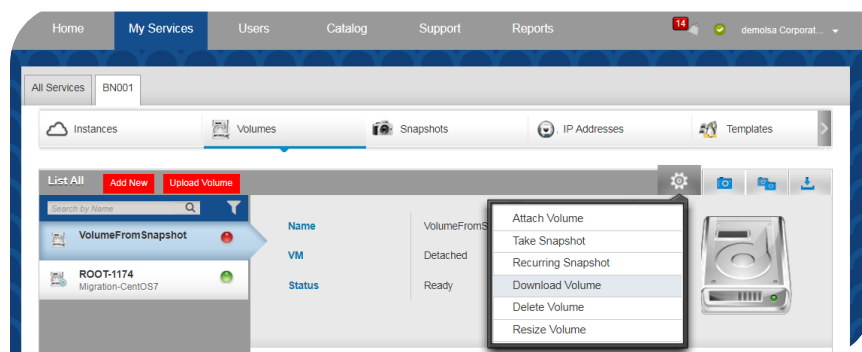 Home My Services Users Catalog Support Reports 14 demolsa Corporat...
All Services BN001
Instances Volumes Snapshots IP Addresses Templates
List All Add New Upload Volume
Search by Name
VolumeFromSnapshot
ROOT-1174
Migration-CentOS7
Name VolumeFromS
VM Detached
Status Ready
Attach Volume
Take Snapshot
Recurring Snapshot
Download Volume
Delete Volume
Resize Volume